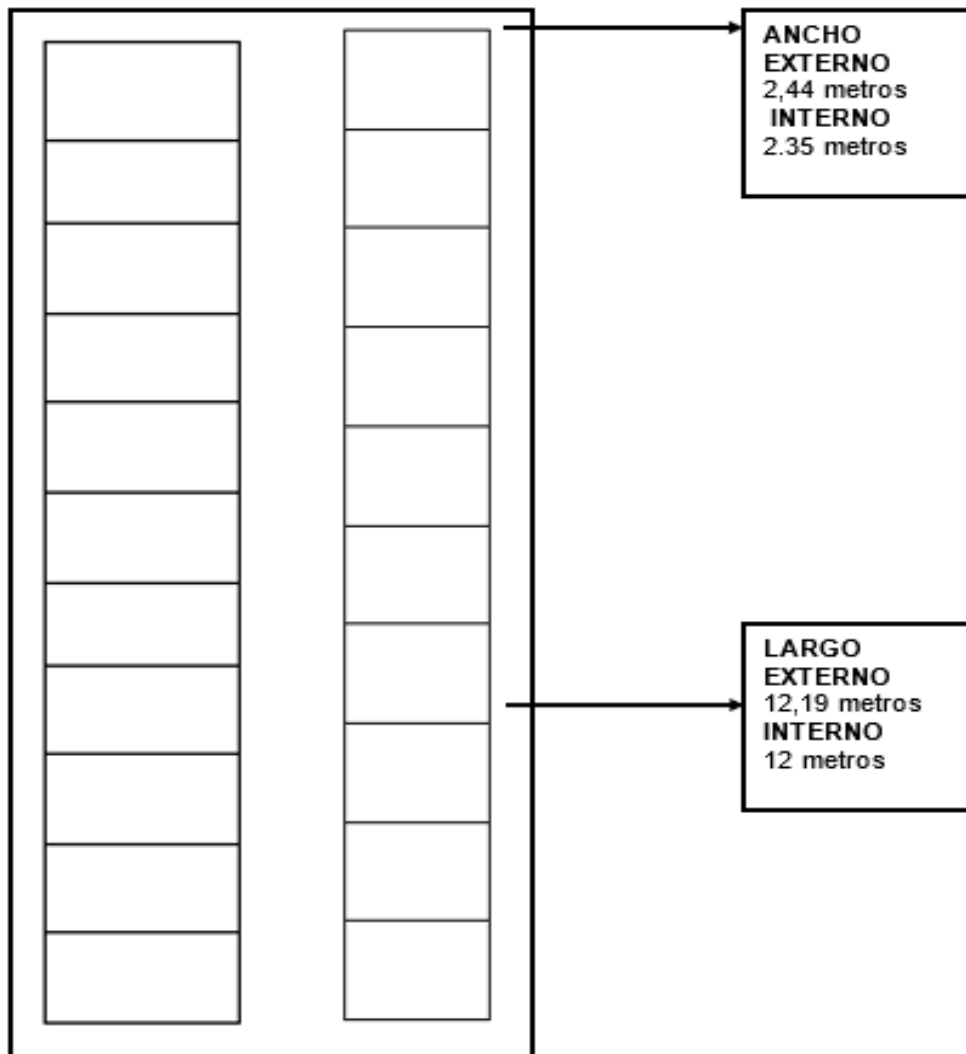 ANCHO
EXTERNO
2,44 metros
INTERNO
2.35 metros
LARGO
EXTERNO
12,19 metros
INTERNO
12 metros